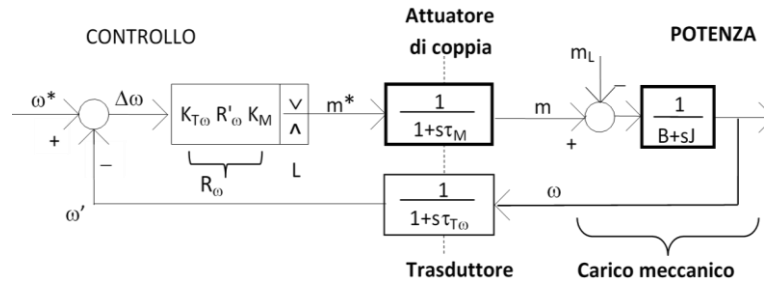 Attuatore
di coppia
CONTROLLO
POTENZA
m_L
−
ω*
+
−
Δω
K_Tω R'_ω K_M
R_ω
L
m*
1
1+sτ_M
m
+
1
B+sJ
ω'
1
1+sτ_Tω
ω
Trasduttore
Carico meccanico